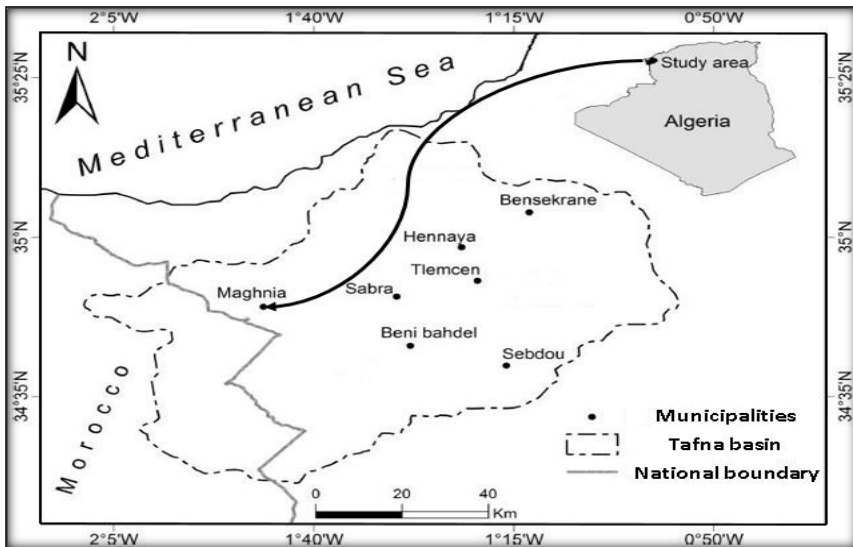 2°5'W 1°40'W 1°15'W 0°50'W
N
Mediterranean Sea
35°25'N
35°25'N
Study area
Algeria
Bensekrane
35°N
35°N
Hennaya
Tlemcen
Maghnia
Sabra
Beni bahdel
Sebdou
34°35'N
34°35'N
Morocco
Municipalities
Tafna basin
National boundary
0 20 40
Km
2°5'W 1°40'W 1°15'W 0°50'W